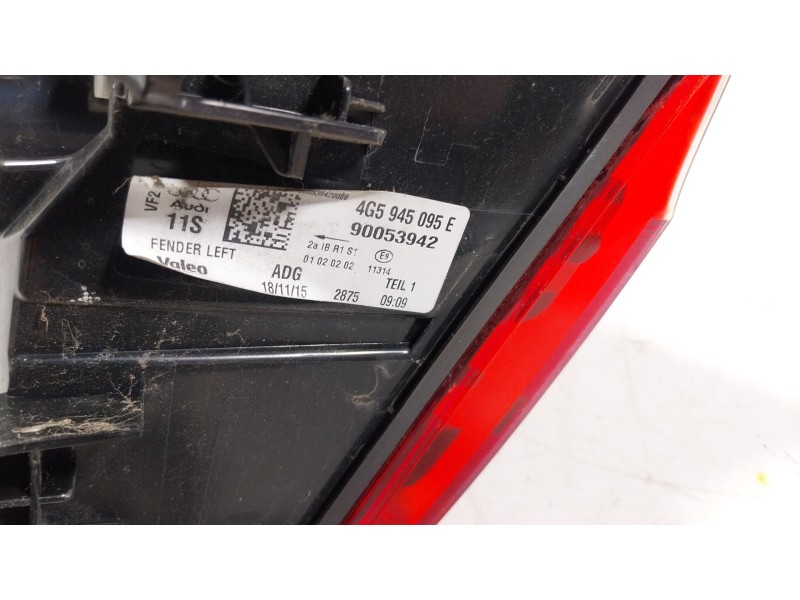 VF2
Audi
11S
FENDER LEFT
Valeo
4G5 945 095 E
90053942
2a IB R1 S1
01 02 02 02
E9
11314
ADG
TEIL 1
18/11/15
2875
09:09